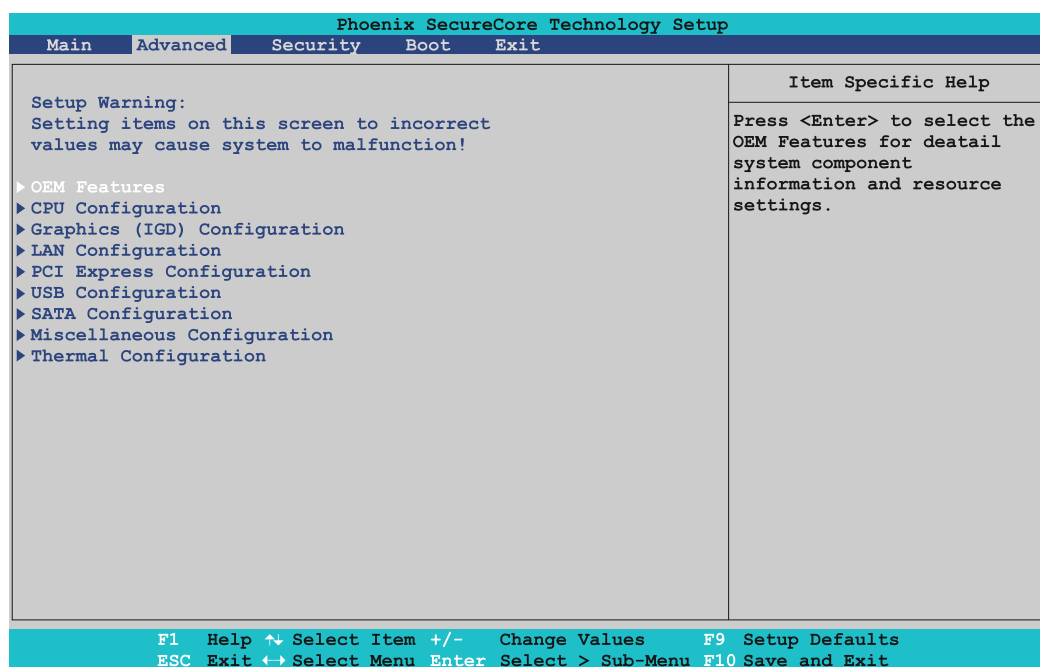 Phoenix SecureCore Technology Setup
Main Advanced Security Boot Exit
Setup Warning:
Setting items on this screen to incorrect
values may cause system to malfunction!
OEM Features
CPU Configuration
Graphics (IGD) Configuration
LAN Configuration
PCI Express Configuration
USB Configuration
SATA Configuration
Miscellaneous Configuration
Thermal Configuration
Item Specific Help
Press <Enter> to select the
OEM Features for deatail
system component
information and resource
settings.
F1 Help ↑↓ Select Item +/- Change Values F9 Setup Defaults
ESC Exit ↔ Select Menu Enter Select > Sub-Menu F10 Save and Exit